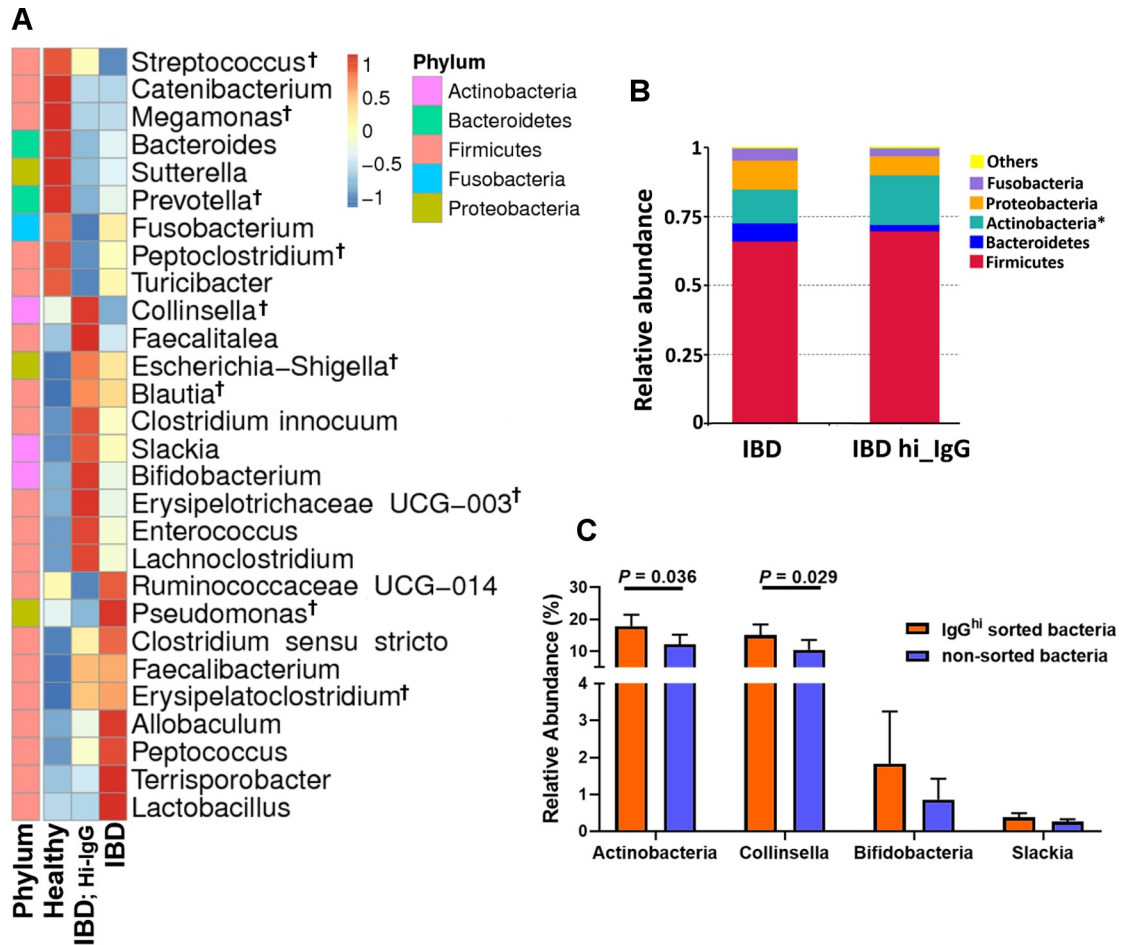 A
Streptococcus†
Catenibacterium
Megamonas†
Bacteroides
Sutterella
Prevotella†
Fusobacterium
Peptoclostridium†
Turicibacter
Collinsella†
Faecalitalea
Escherichia−Shigella†
Blautia†
Clostridium innocuum
Slackia
Bifidobacterium
Erysipelotrichaceae UCG−003†
Enterococcus
Lachnoclostridium
Ruminococcaceae UCG−014
Pseudomonas†
Clostridium sensu stricto
Faecalibacterium
Erysipelatoclostridium†
Allobaculum
Peptococcus
Terrisporobacter
Lactobacillus
Phylum
Healthy
IBD; Hi-IgG
IBD
1
0.5
0
−0.5
−1
Phylum
Actinobacteria
Bacteroidetes
Firmicutes
Fusobacteria
Proteobacteria
B
Relative abundance
1
0.75
0.5
0.25
0
IBD
IBD hi_IgG
Others
Fusobacteria
Proteobacteria
Actinobacteria*
Bacteroidetes
Firmicutes
C
Relative Abundance (%)
30
20
10
4
3
2
1
0
P = 0.036
P = 0.029
IgGhi sorted bacteria
non-sorted bacteria
Actinobacteria
Collinsella
Bifidobacteria
Slackia